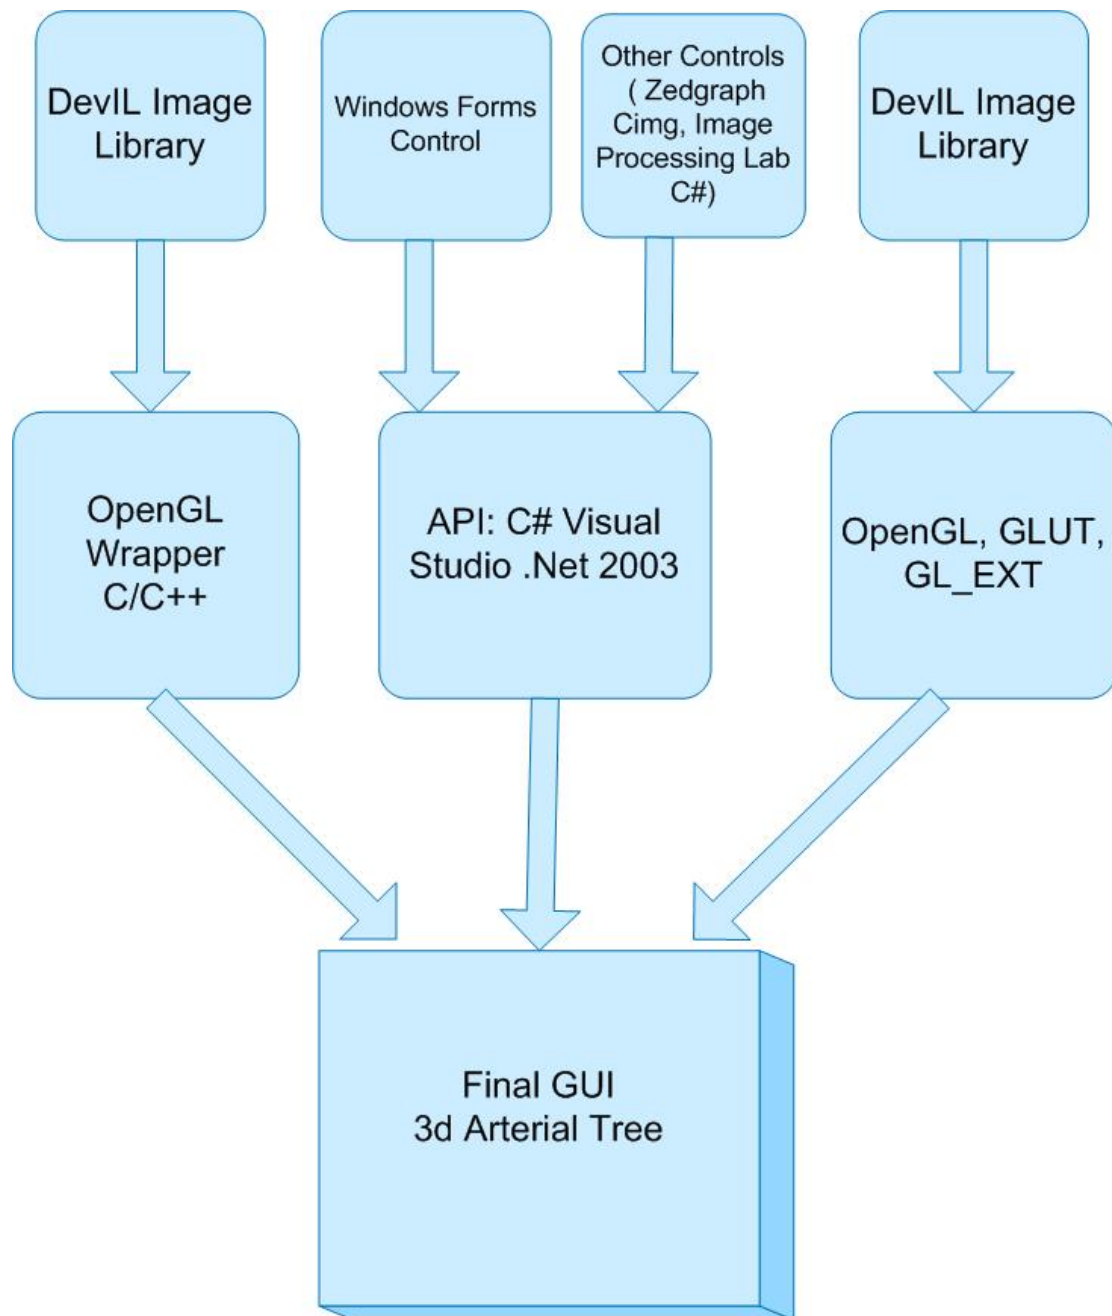 DevIL Image
Library
Windows Forms
Control
Other Controls
( Zedgraph
Cimg, Image
Processing Lab
C#)
DevIL Image
Library
OpenGL
Wrapper
C/C++
API: C# Visual
Studio .Net 2003
OpenGL, GLUT,
GL_EXT
Final GUI
3d Arterial Tree